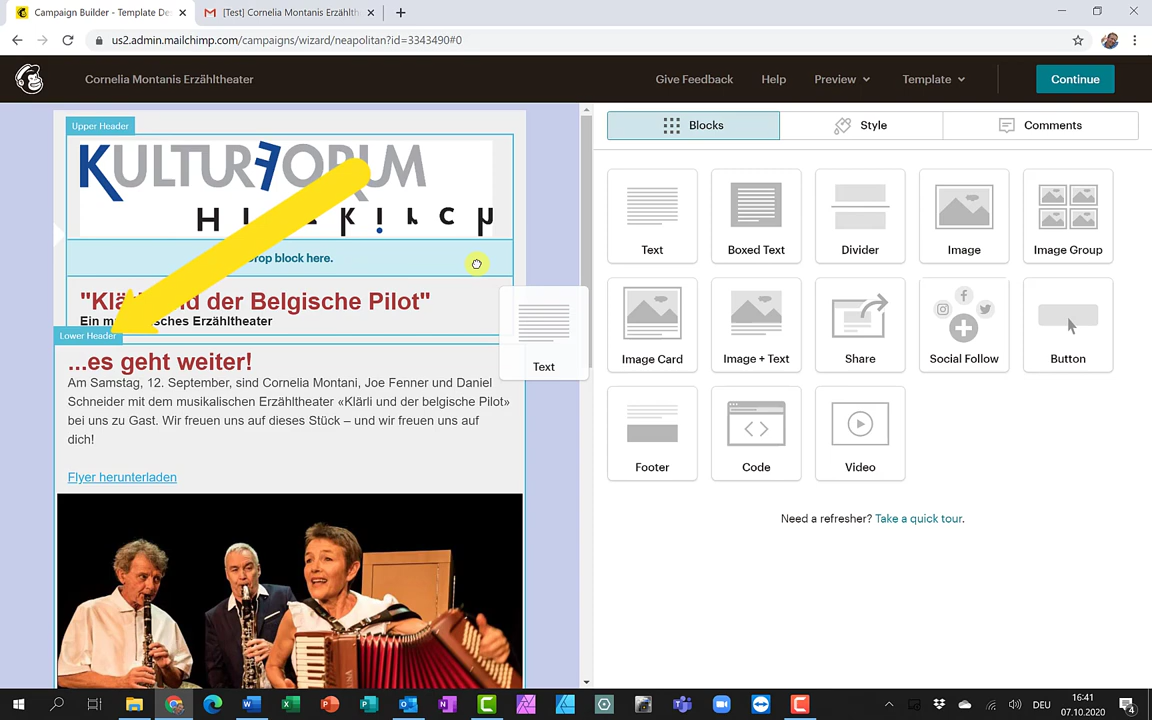 Campaign Builder - Template De
[Test] Cornelia Montanis Erzählth
us2.admin.mailchimp.com/campaigns/wizard/neapolitan?id=3343490#0
Cornelia Montanis Erzähltheater
Give Feedback
Help
Preview
Template
Continue
Upper Header
Blocks
Style
Comments
KULTURFORUM
block here.
Text
Boxed Text
Divider
Image
Image Group
der Belgische Pilot"
Ein
sches Erzähltheater
Lower Header
Text
Image Card
Image + Text
Share
Social Follow
Button
...es geht weiter!
Am Samstag, 12. September, sind Cornelia Montani, Joe Fenner und Daniel
Schneider mit dem musikalischen Erzähltheater «Klärli und der belgische Pilot»
bei uns zu Gast. Wir freuen uns auf dieses Stück – und wir freuen uns auf
dich!
Flyer herunterladen
Footer
Code
Video
Need a refresher? Take a quick tour.
16:41
DEU
07.10.2020
4